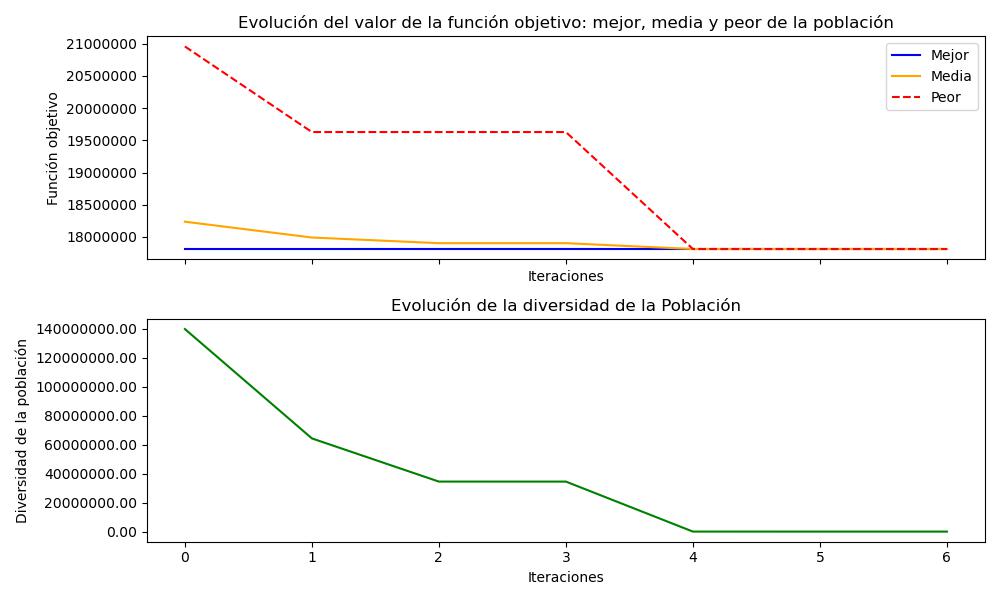 Evolución del valor de la función objetivo: mejor, media y peor de la población
Función objetivo
21000000
20500000
20000000
19500000
19000000
18500000
18000000
Mejor
Media
Peor
Iteraciones
Evolución de la diversidad de la Población
Diversidad de la población
140000000.00
120000000.00
100000000.00
80000000.00
60000000.00
40000000.00
20000000.00
0.00
0 1 2 3 4 5 6
Iteraciones